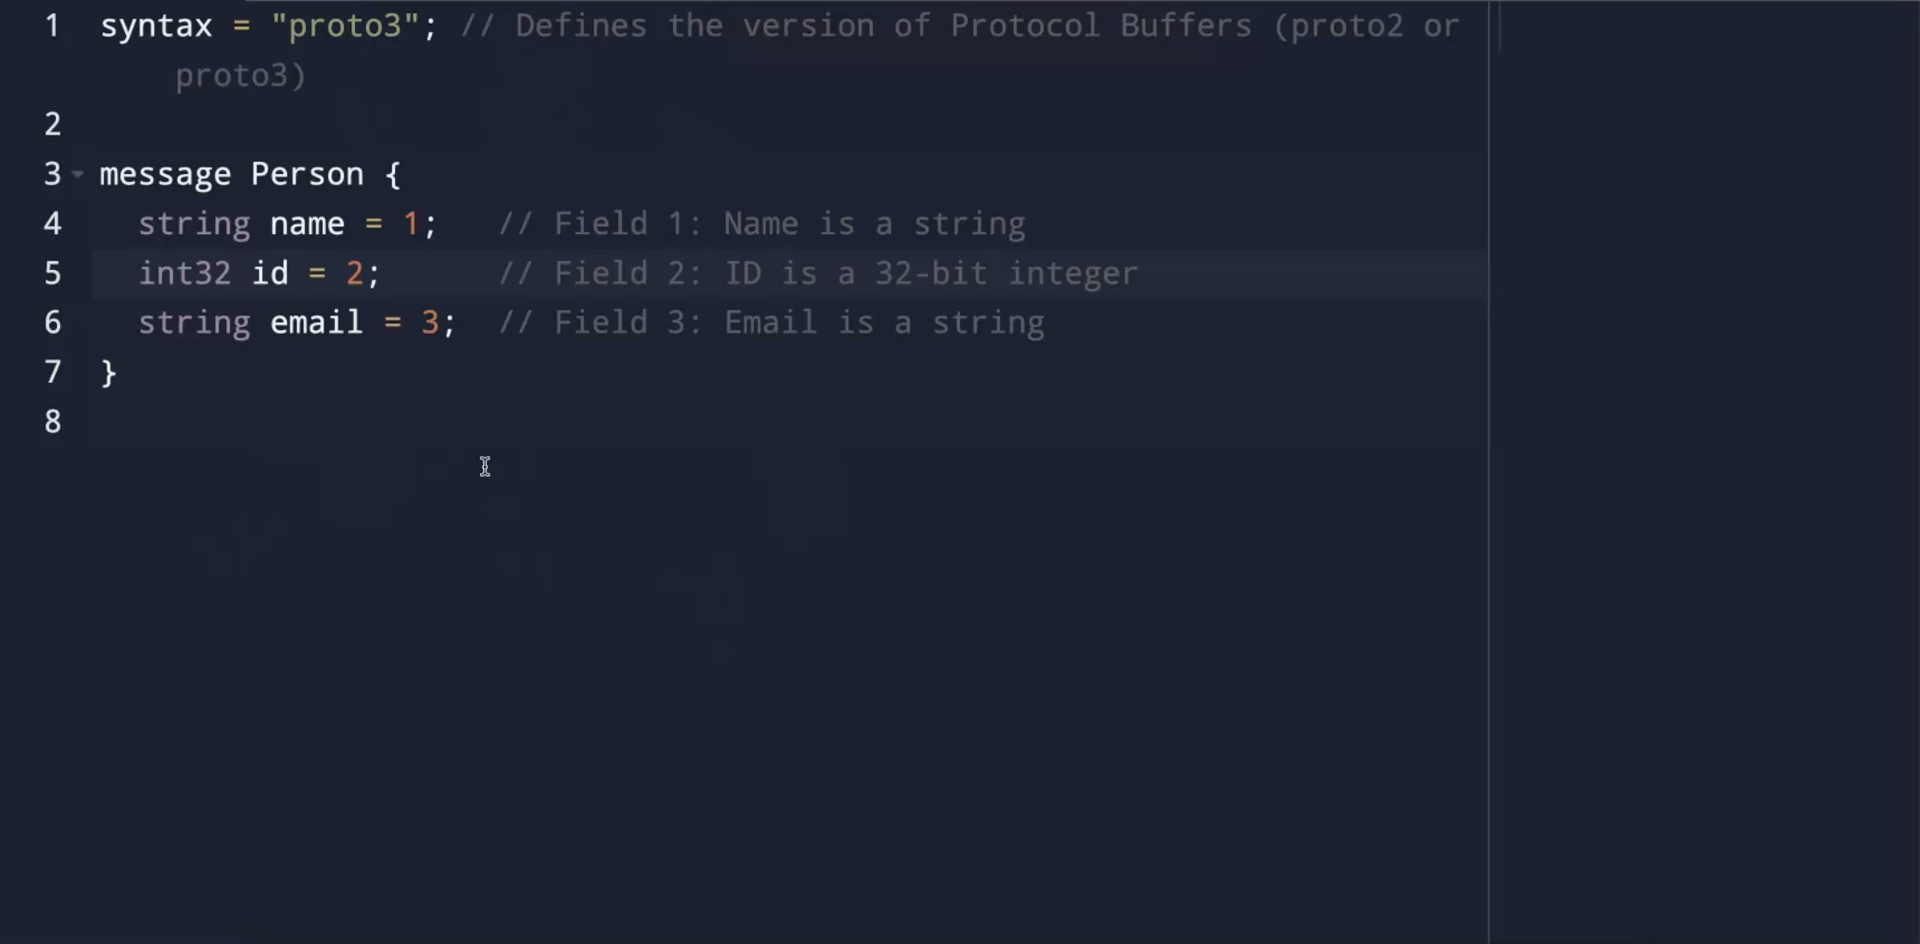 1 syntax = "proto3"; // Defines the version of Protocol Buffers (proto2 or
proto3)
2
3 message Person {
4 string name = 1; // Field 1: Name is a string
5 int32 id = 2; // Field 2: ID is a 32-bit integer
6 string email = 3; // Field 3: Email is a string
7 }
8